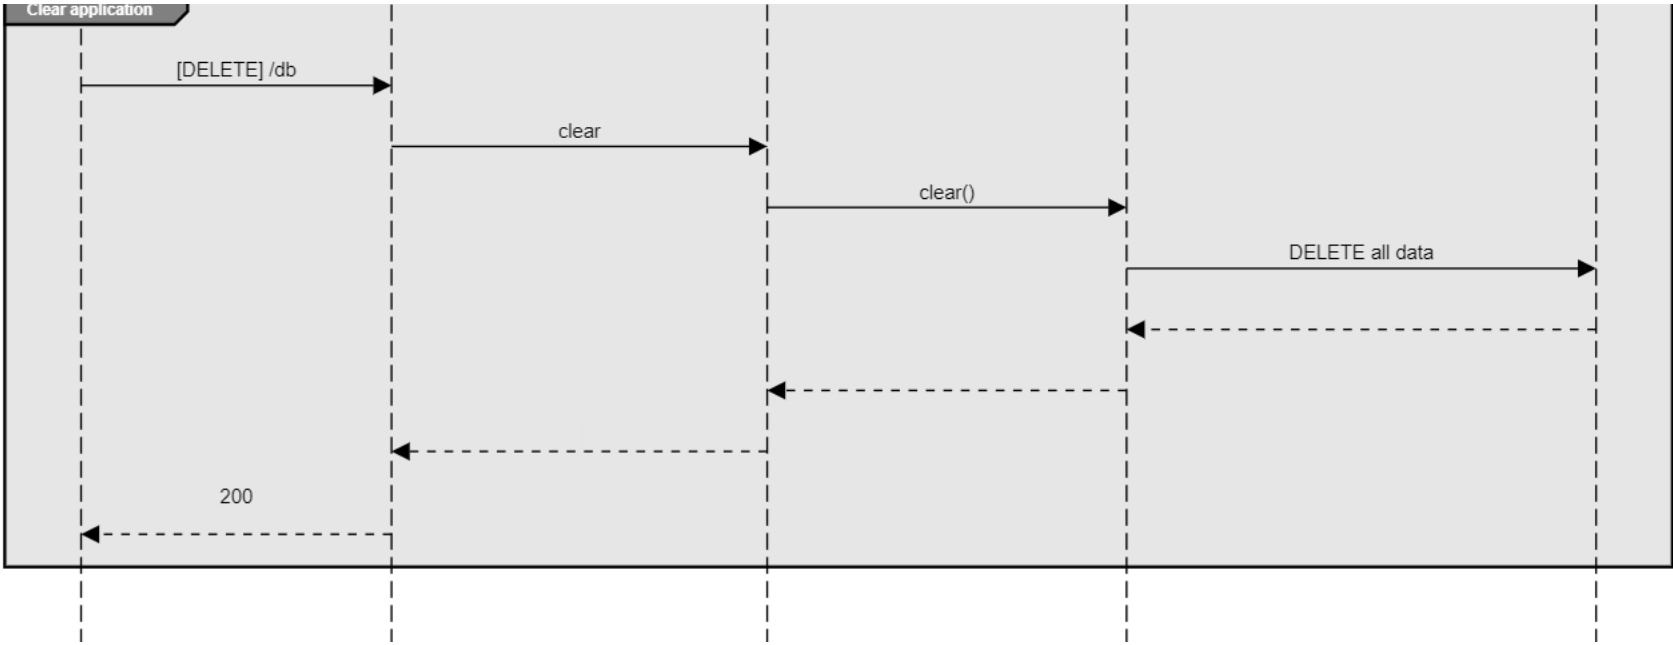 Clear application
[DELETE] /db
clear
clear()
DELETE all data
200